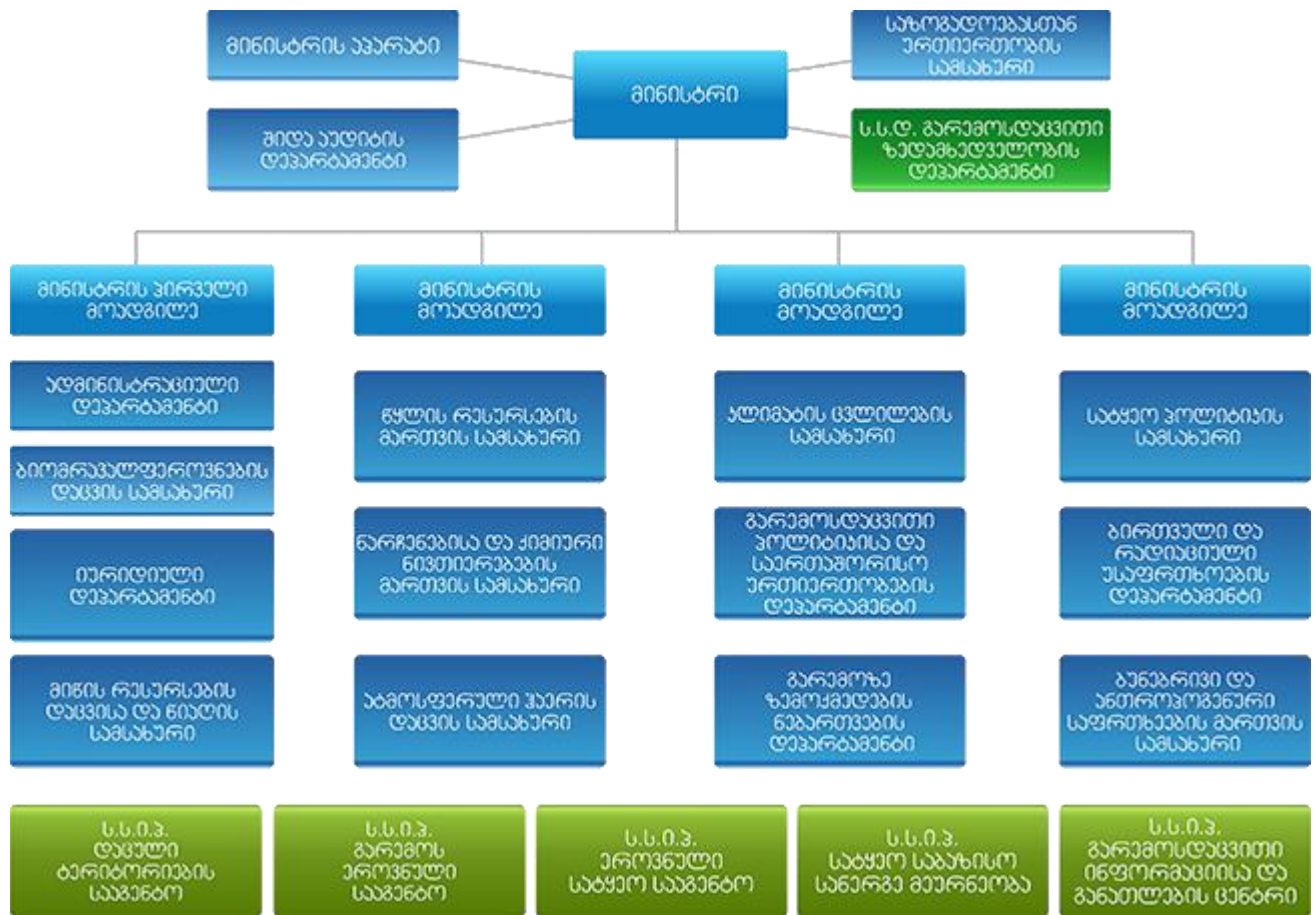 მინისტრის აპარატი
საზოგადოებასთან
ურთიერთობის
სამსახური
მინისტრი
შიდა აუდიტის
დეპარტამენტი
ს.ს.დ. გარემოსდაცვითი
ზედამხედველობის
დეპარტამენტი
მინისტრის პირველი
მოადგილე
მინისტრის
მოადგილე
მინისტრის
მოადგილე
მინისტრის
მოადგილე
ადმინისტრაციული
დეპარტამენტი
ბიომრავალფეროვნების
დაცვის სამსახური
იურიდიული
დეპარტამენტი
მიწის რესურსების
დაცვისა და წიაღის
სამსახური
წყლის რესურსების
მართვის სამსახური
ნარჩენებისა და ქიმიური
ნივთიერებების
მართვის სამსახური
ატმოსფერული ჰაერის
დაცვის სამსახური
კლიმატის ცვლილების
სამსახური
გარემოსდაცვითი
პოლიტიკისა და
საერთაშორისო
ურთიერთობების
დეპარტამენტი
გარემოზე
ზემოქმედების
ნებართვების
დეპარტამენტი
სატყეო პოლიტიკის
სამსახური
ბირთვული და
რადიაციული
უსაფრთხოების
დეპარტამენტი
ბუნებრივი და
ანთროპოგენური
საფრთხეების მართვის
სამსახური
ს.ს.ი.პ.
დაცული
ტერიტორიების
სააგენტო
ს.ს.ი.პ.
გარემოს
ეროვნული
სააგენტო
ს.ს.ი.პ.
ეროვნული
სატყეო სააგენტო
ს.ს.ი.პ.
სატყეო საბაზისო
სანერგე მეურნეობა
ს.ს.ი.პ.
გარემოსდაცვითი
ინფორმაციისა და
განათლების ცენტრი